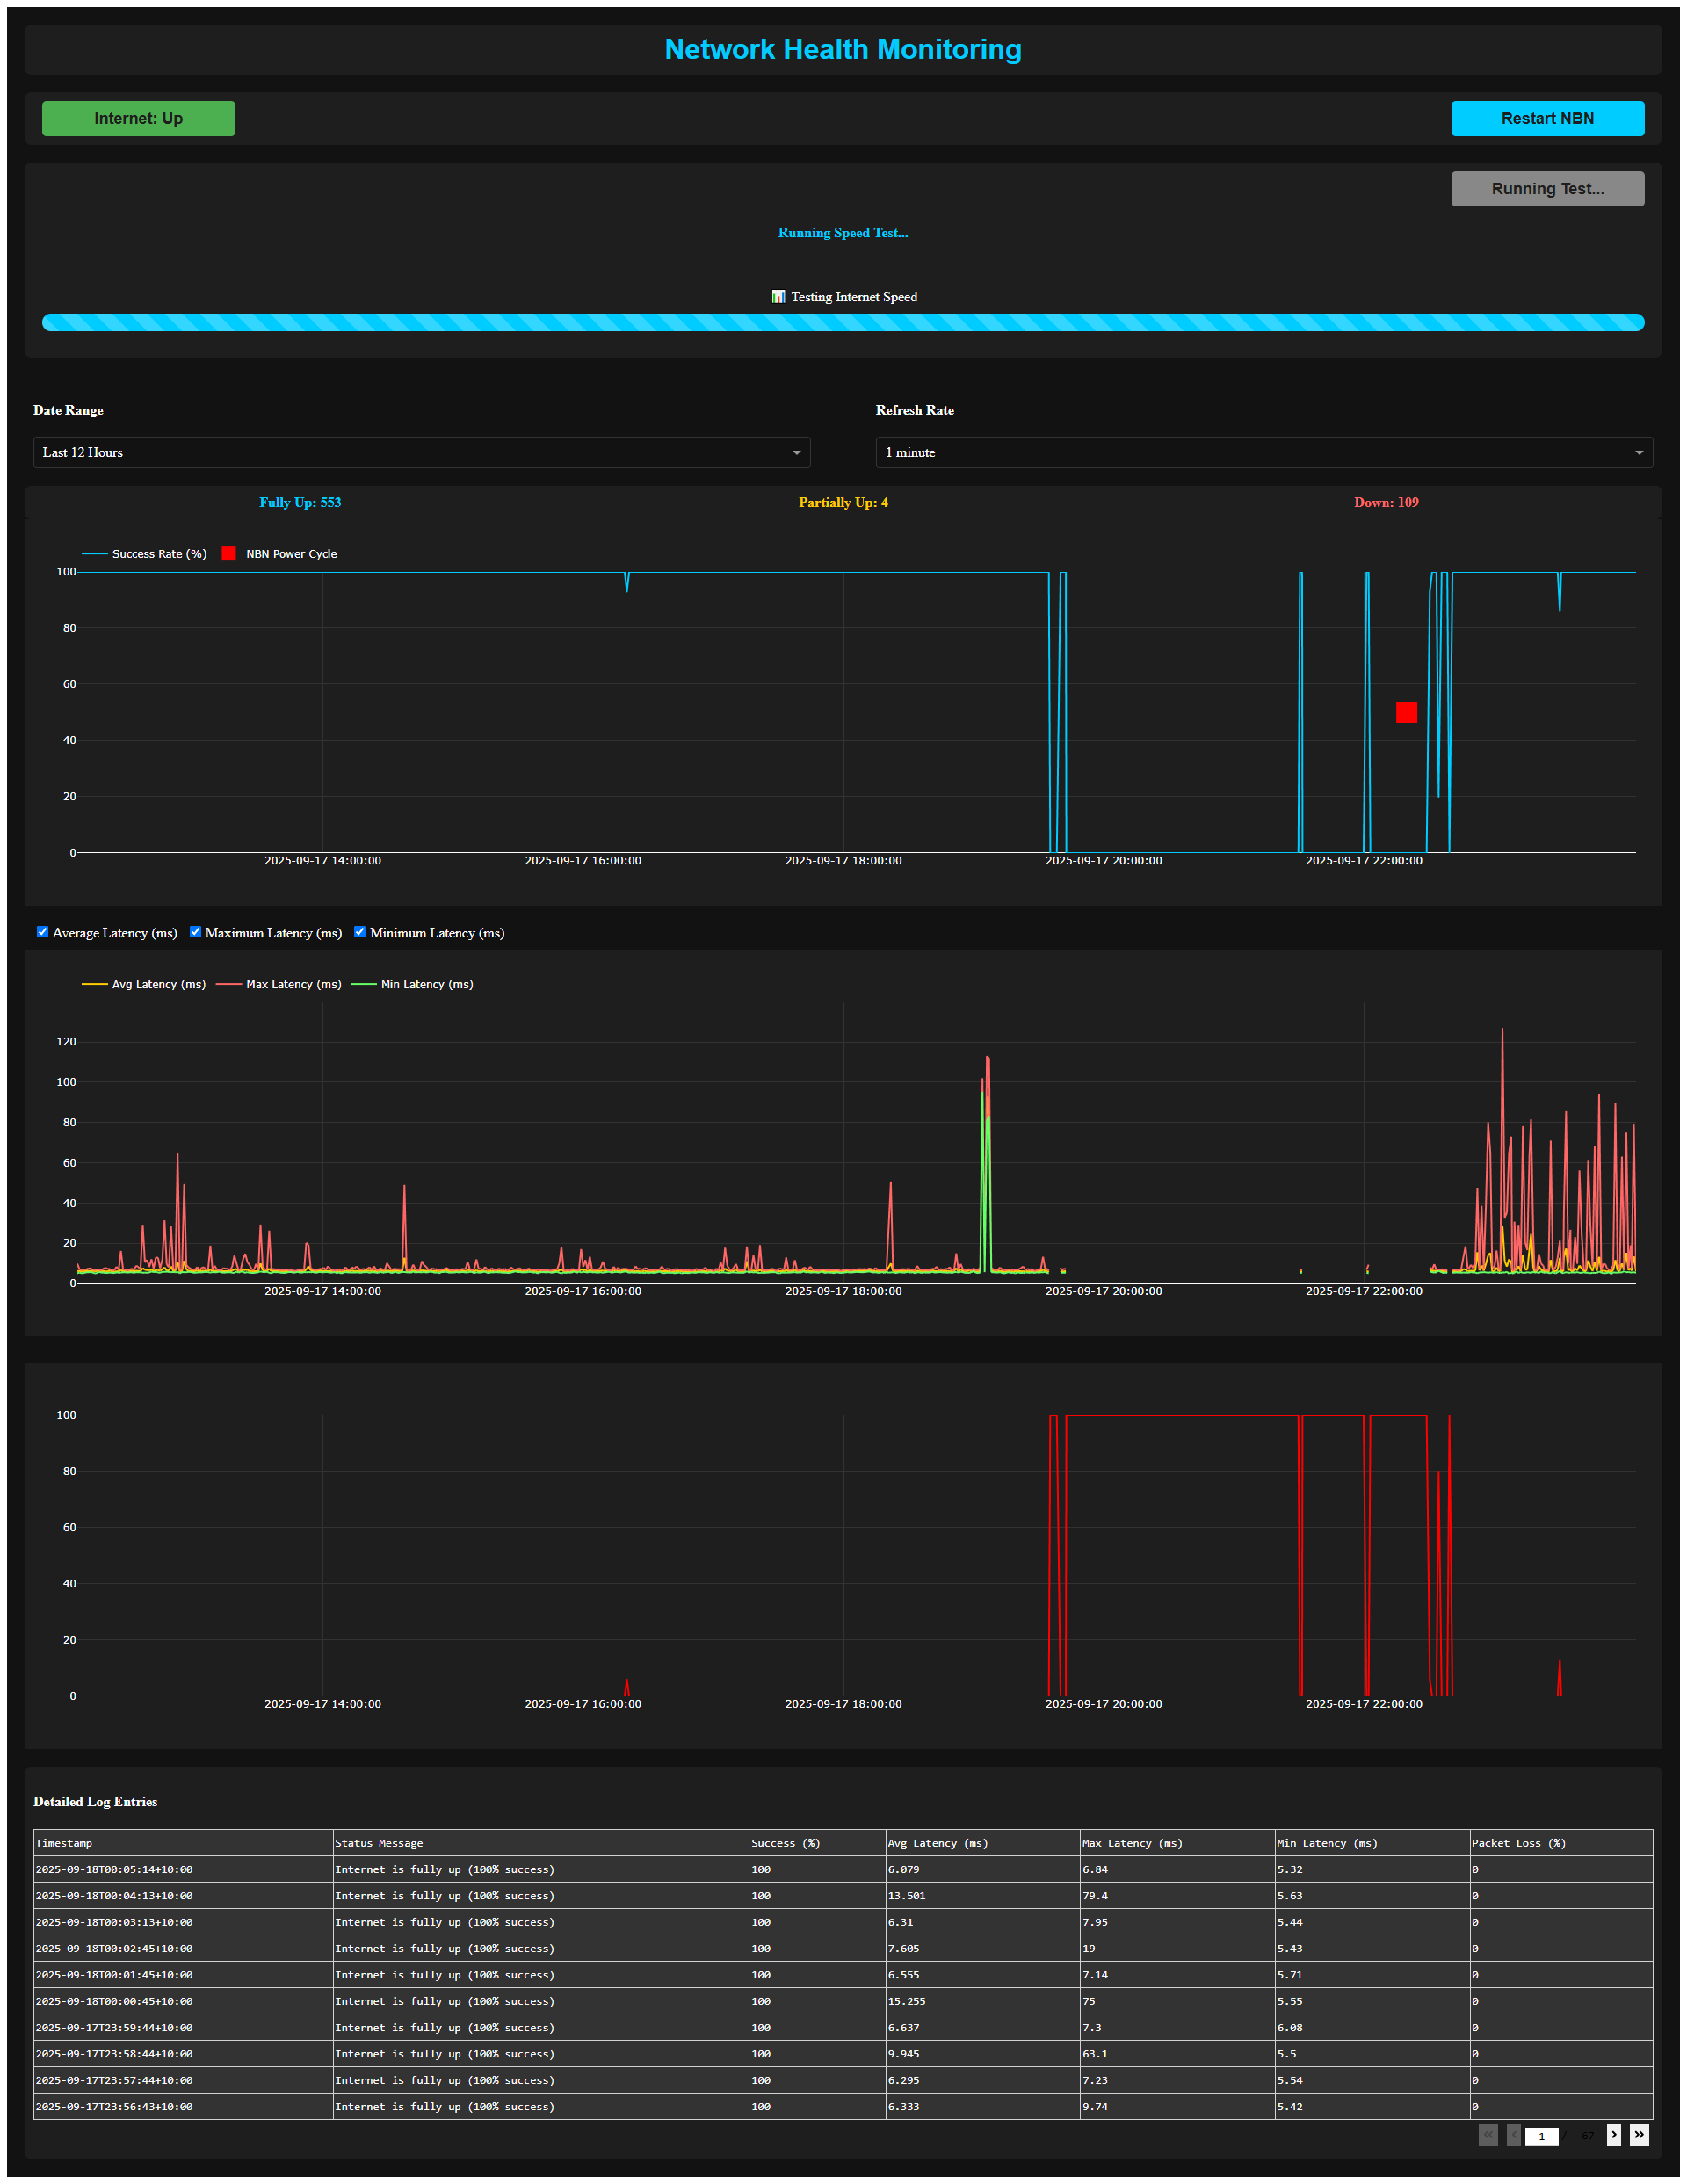 Network Health Monitoring
Internet: Up
Restart NBN
Running Test...
Running Speed Test...
📊 Testing Internet Speed
Date Range
Refresh Rate
Last 12 Hours
1 minute
Fully Up: 553
Partially Up: 4
Down: 109
Success Rate (%) NBN Power Cycle
100
80
60
40
20
0
2025-09-17 14:00:00 2025-09-17 16:00:00 2025-09-17 18:00:00 2025-09-17 20:00:00 2025-09-17 22:00:00
Average Latency (ms) Maximum Latency (ms) Minimum Latency (ms)
Avg Latency (ms) Max Latency (ms) Min Latency (ms)
120
100
80
60
40
20
0
2025-09-17 14:00:00 2025-09-17 16:00:00 2025-09-17 18:00:00 2025-09-17 20:00:00 2025-09-17 22:00:00
100
80
60
40
20
0
2025-09-17 14:00:00 2025-09-17 16:00:00 2025-09-17 18:00:00 2025-09-17 20:00:00 2025-09-17 22:00:00
Detailed Log Entries
Timestamp Status Message Success (%) Avg Latency (ms) Max Latency (ms) Min Latency (ms) Packet Loss (%)
2025-09-18T00:05:14+10:00 Internet is fully up (100% success) 100 6.079 6.84 5.32 0
2025-09-18T00:04:13+10:00 Internet is fully up (100% success) 100 13.501 79.4 5.63 0
2025-09-18T00:03:13+10:00 Internet is fully up (100% success) 100 6.31 7.95 5.44 0
2025-09-18T00:02:45+10:00 Internet is fully up (100% success) 100 7.605 19 5.43 0
2025-09-18T00:01:45+10:00 Internet is fully up (100% success) 100 6.555 7.14 5.71 0
2025-09-18T00:00:45+10:00 Internet is fully up (100% success) 100 15.255 75 5.55 0
2025-09-17T23:59:44+10:00 Internet is fully up (100% success) 100 6.637 7.3 6.08 0
2025-09-17T23:58:44+10:00 Internet is fully up (100% success) 100 9.945 63.1 5.5 0
2025-09-17T23:57:44+10:00 Internet is fully up (100% success) 100 6.295 7.23 5.54 0
2025-09-17T23:56:43+10:00 Internet is fully up (100% success) 100 6.333 9.74 5.42 0
1 / 67